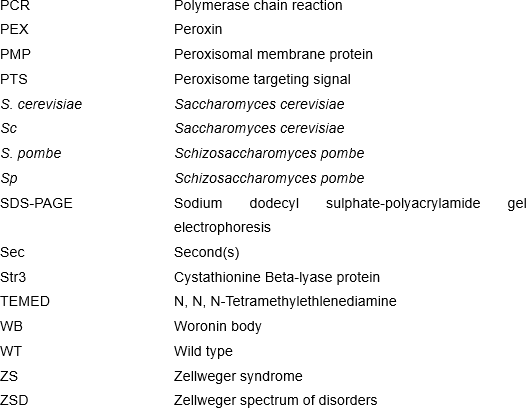 PCR Polymerase chain reaction
PEX Peroxin
PMP Peroxisomal membrane protein
PTS Peroxisome targeting signal
S. cerevisiae Saccharomyces cerevisiae
Sc Saccharomyces cerevisiae
S. pombe Schizosaccharomyces pombe
Sp Schizosaccharomyces pombe
SDS-PAGE Sodium dodecyl sulphate-polyacrylamide gel
electrophoresis
Sec Second(s)
Str3 Cystathionine Beta-lyase protein
TEMED N, N, N-Tetramethylethlenediamine
WB Woronin body
WT Wild type
ZS Zellweger syndrome
ZSD Zellweger spectrum of disorders